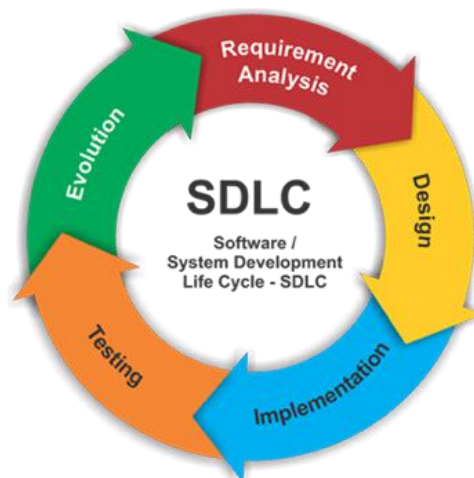 Requirement
Analysis
Design
Implementation
Testing
Evolution
SDLC
Software /
System Development
Life Cycle - SDLC